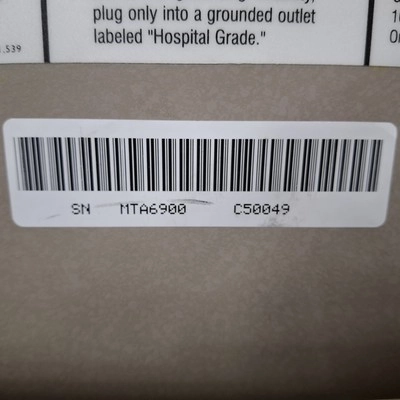 plug only into a grounded outlet
labeled "Hospital Grade."
SN MTA6900 C50049